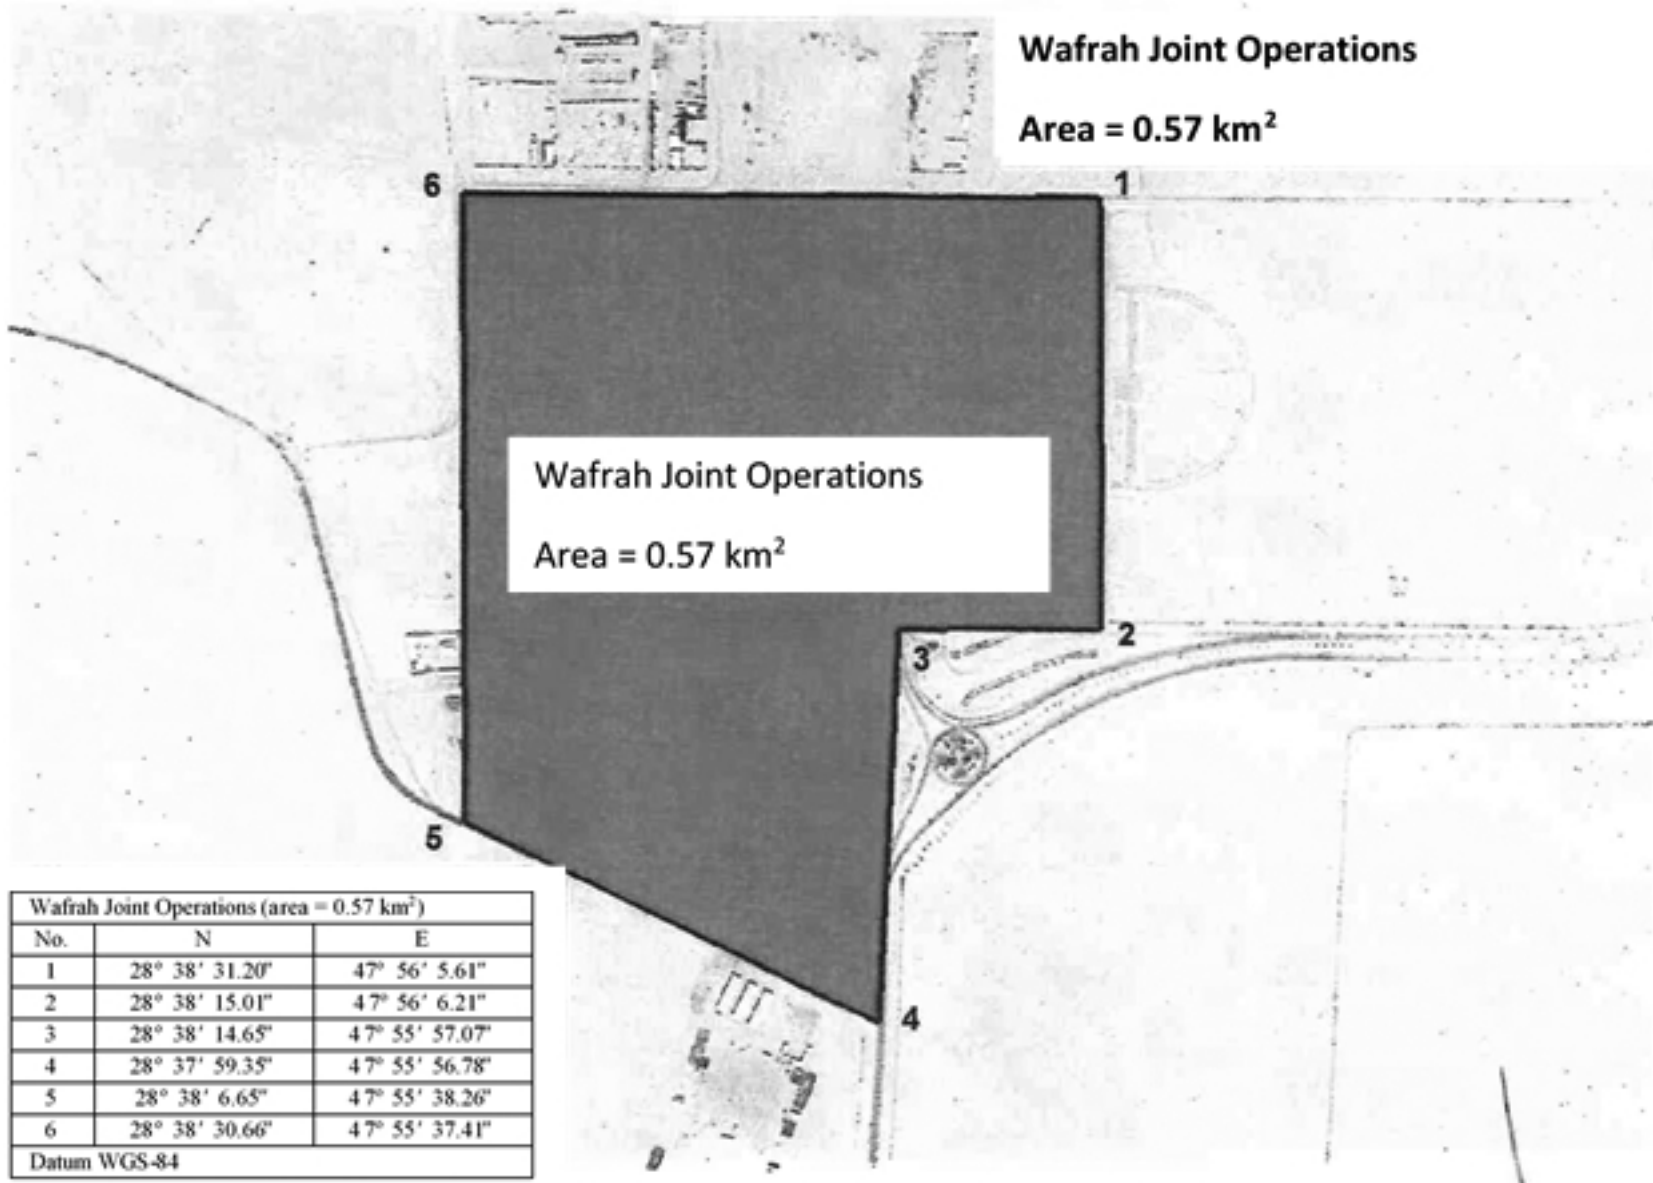 Wafrah Joint Operations
Area = 0.57 km²
6
1
Wafrah Joint Operations
Area = 0.57 km²
2
3
5
4
Wafrah Joint Operations (area = 0.57 km²)
No. N E
1 28° 38' 31.20" 47° 56' 5.61"
2 28° 38' 15.01" 47° 56' 6.21"
3 28° 38' 14.65" 47° 55' 57.07"
4 28° 37' 59.35" 47° 55' 56.78"
5 28° 38' 6.65" 47° 55' 38.26"
6 28° 38' 30.66" 47° 55' 37.41"
Datum WGS-84